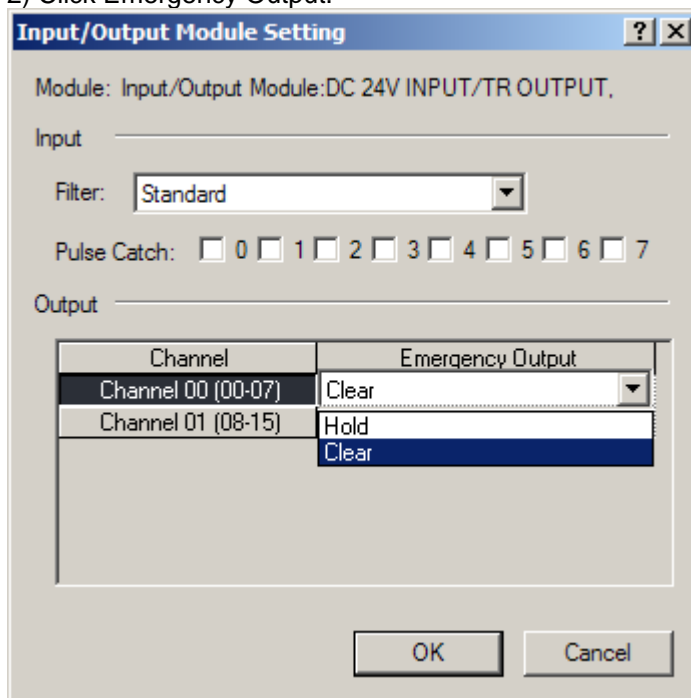 2) Click Emergency Output.
Input/Output Module Setting
Module: Input/Output Module:DC 24V INPUT/TR OUTPUT,
Input
Filter: Standard
Pulse Catch: 0 1 2 3 4 5 6 7
Output
Channel Emergency Output
Channel 00 (00-07) Clear
Channel 01 (08-15) Hold
Clear
OK Cancel